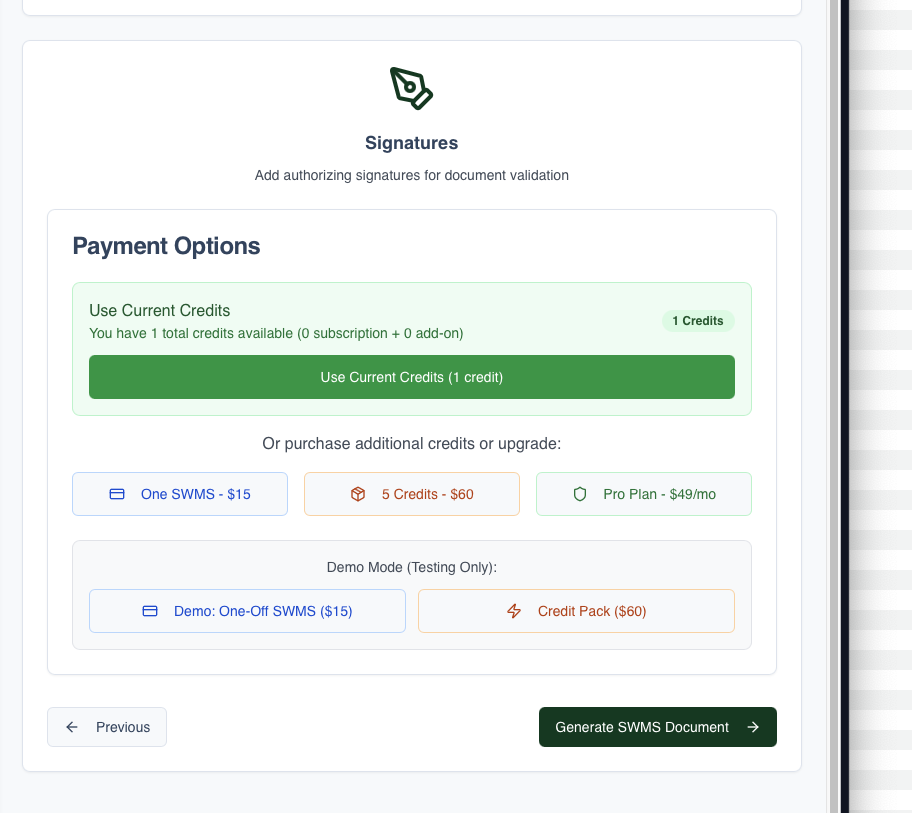 Signatures
Add authorizing signatures for document validation
Payment Options
Use Current Credits
You have 1 total credits available (0 subscription + 0 add-on)
1 Credits
Use Current Credits (1 credit)
Or purchase additional credits or upgrade:
One SWMS - $15
5 Credits - $60
Pro Plan - $49/mo
Demo Mode (Testing Only):
Demo: One-Off SWMS ($15)
Credit Pack ($60)
Previous
Generate SWMS Document